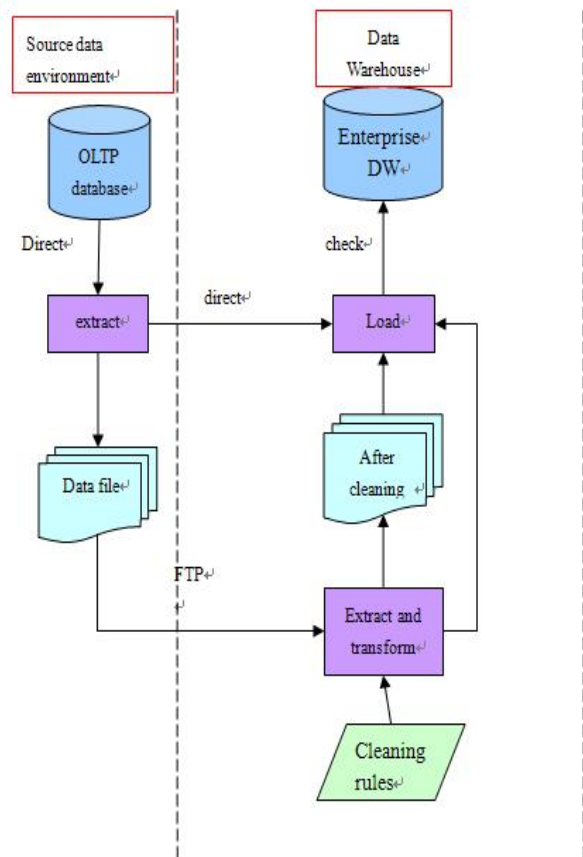 Source data
environment↵
Data
Warehouse↵
OLTP
database↵
Enterprise↵
DW↵
Direct↵
check↵
extract↵
direct↵
Load↵
Data file↵
After
cleaning
↵
FTP↵
↵
Extract and
transform↵
Cleaning
rules↵